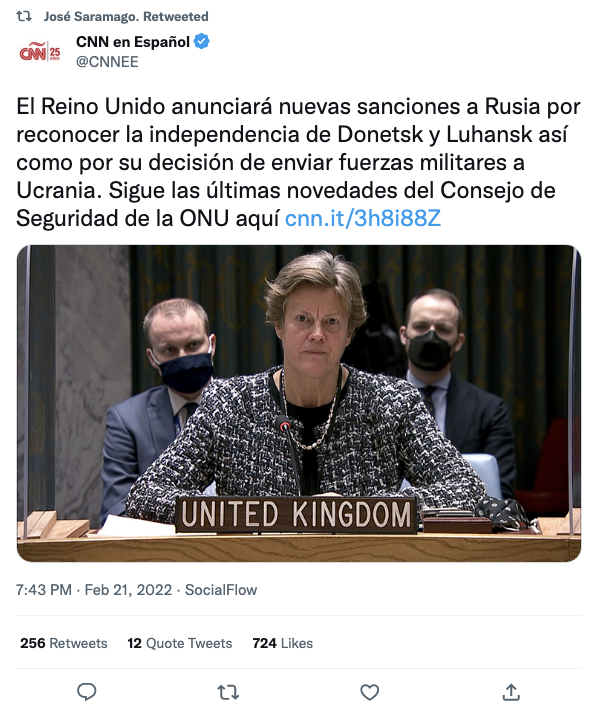 José Saramago. Retweeted
CNN en Español
CNN 25 AÑOS
@CNNEE
El Reino Unido anunciará nuevas sanciones a Rusia por
reconocer la independencia de Donetsk y Luhansk así
como por su decisión de enviar fuerzas militares a
Ucrania. Sigue las últimas novedades del Consejo de
Seguridad de la ONU aquí cnn.it/3h8i88Z
UNITED KINGDOM
7:43 PM · Feb 21, 2022 · SocialFlow
256 Retweets 12 Quote Tweets 724 Likes